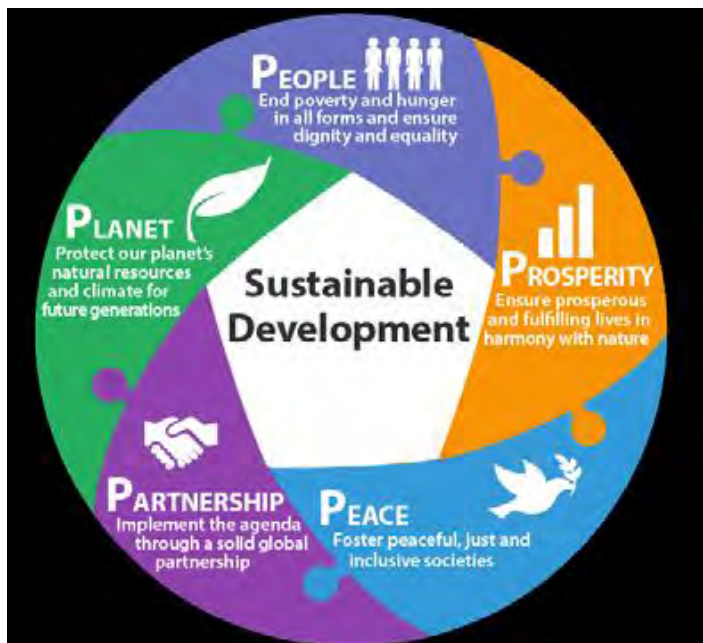 PEOPLE
End poverty and hunger
in all forms and ensure
dignity and equality
PROSPERITY
Ensure prosperous
and fulfilling lives in
harmony with nature
PEACE
Foster peaceful, just and
inclusive societies
PARTNERSHIP
Implement the agenda
through a solid global
partnership
PLANET
Protect our planet's
natural resources
and climate for
future generations
Sustainable
Development